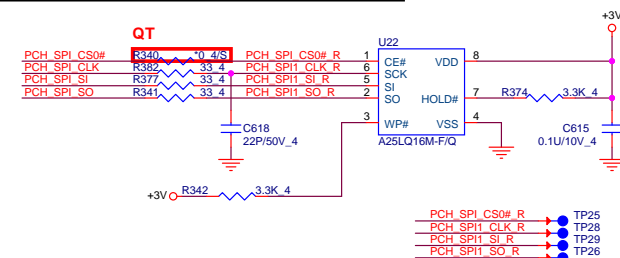 +3V
QT
U22
PCH_SPI_CS0# R340 *0_4/S PCH_SPI_CS0#_R 1 CE# VDD 8
PCH_SPI_CLK R382 33_4 PCH_SPI1_CLK_R 6 SCK
PCH_SPI_SI R377 33_4 PCH_SPI1_SI_R 5 SI
PCH_SPI_SO R341 33_4 PCH_SPI1_SO_R 2 SO HOLD# 7 R374 3.3K_4
3 WP# VSS 4
C618
22P/50V_4
A25LQ16M-F/Q
C615
0.1U/10V_4
+3V R342 3.3K_4
PCH_SPI_CS0#_R TP25
PCH_SPI1_CLK_R TP28
PCH_SPI1_SI_R TP29
PCH_SPI1_SO_R TP26